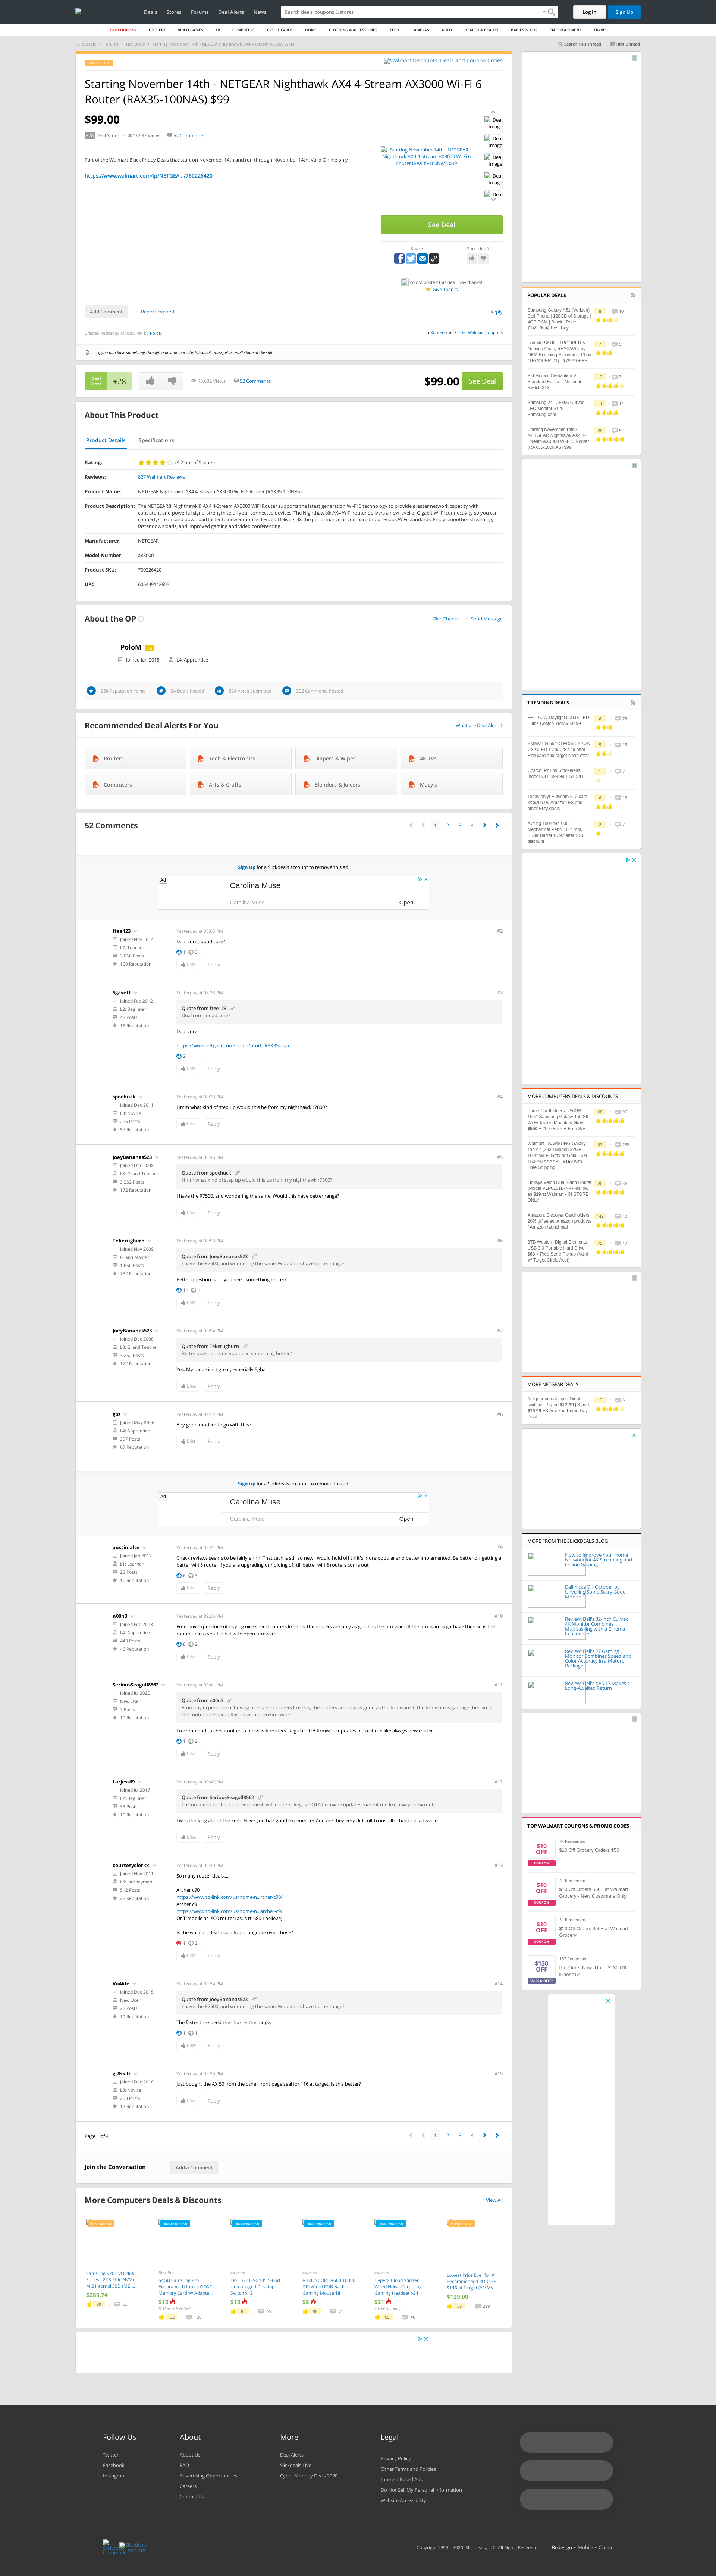 Deals Stores Forums Deal Alerts News
Search deals, coupons & stores
Log In Sign Up
TOP COUPONS GROCERY VIDEO GAMES TV COMPUTERS CREDIT CARDS HOME CLOTHING & ACCESSORIES TECH CAMERAS AUTO HEALTH & BEAUTY BABIES & KIDS ENTERTAINMENT TRAVEL
Slickdeals Forums Hot Deals Starting November 14th - NETGEAR Nighthawk AX4 4-Stream AX3000 Wi-Fi ...
Search This Thread First Unread
Walmart Discounts, Deals and Coupon Codes
Starting November 14th - NETGEAR Nighthawk AX4 4-Stream AX3000 Wi-Fi 6
Router (RAX35-100NAS) $99
$99.00
+28 Deal Score 13,632 Views 52 Comments
Part of the Walmart Black Friday Deals that start on November 14th and run through November 14th. Valid Online only
https://www.walmart.com/ip/NETGEA.../760226420
Starting November 14th - NETGEAR
Nighthawk AX4 4-Stream AX3000 Wi-Fi 6
Router (RAX35-100NAS) $99
Deal
Image
Deal
Image
Deal
Image
Deal
Image
Deal
See Deal
Share Good deal?
PoloM posted this deal. Say thanks!
Give Thanks
Add Comment Report Expired Reply
Created Yesterday at 08:00 PM by PoloM
in Routers (5) Get Walmart Coupons
If you purchase something through a post on our site, Slickdeals may get a small share of the sale.
Deal
Score
+28
13,632 Views 52 Comments
$99.00 See Deal
About This Product
Product Details Specifications
Rating: (4.2 out of 5 stars)
Reviews: 827 Walmart Reviews
Product Name: NETGEAR Nighthawk AX4 4-Stream AX3000 Wi-Fi 6 Router (RAX35-100NAS)
Product Description: The NETGEAR® Nighthawk® AX4 4-Stream AX3000 WiFi Router supports the latest generation Wi-Fi 6 technology to provide greater network capacity with
consistent and strong signals to all your connected devices. The Nighthawk® AX4 WiFi router delivers a new level of Gigabit Wi-Fi connectivity so you can
connect, stream and download faster to newer mobile devices. Delivers 4X the performance as compared to previous WiFi standards. Enjoy smoother streaming,
faster downloads, and improved gaming and video conferencing.
Manufacturer: NETGEAR
Model Number: ax3000
Product SKU: 760226420
UPC: 606449142655
About the OP
Give Thanks Send Message
PoloM
Joined Jan 2018 L4: Apprentice
268 Reputation Points 64 Deals Posted 334 Votes Submitted 302 Comments Posted
Recommended Deal Alerts For You
What are Deal Alerts?
Routers Tech & Electronics Diapers & Wipes 4K TVs
Computers Arts & Crafts Blenders & Juicers Macy's
52 Comments
1 2 3 4
Sign up for a Slickdeals account to remove this ad.
Ad
Carolina Muse
Carolina Muse Open
ftee123 Yesterday at 08:05 PM #2
Joined Nov 2014
L7: Teacher
2,066 Posts
160 Reputation
Dual core , quad core?
1 3
Like Reply
Sgavett Yesterday at 08:28 PM #3
Joined Feb 2012
L2: Beginner
42 Posts
18 Reputation
Quote from ftee123
Dual core , quad core?
Dual core
https://www.netgear.com/home/prod...RAX35.aspx
2
Like Reply
spochuck Yesterday at 08:33 PM #4
Joined Dec 2011
L3: Novice
216 Posts
57 Reputation
Hmm what kind of step up would this be from my nighthawk r7800?
Like Reply
JoeyBananas523 Yesterday at 08:46 PM #5
Joined Dec 2008
L8: Grand Teacher
3,252 Posts
172 Reputation
Quote from spochuck
Hmm what kind of step up would this be from my nighthawk r7800?
I have the R7500, and wondering the same. Would this have better range?
Like Reply
Tekerugburn Yesterday at 08:53 PM #6
Joined Nov 2009
Grand Master
1,650 Posts
732 Reputation
Quote from JoeyBananas523
I have the R7500, and wondering the same. Would this have better range?
Better question is do you need something better?
11 1
Like Reply
JoeyBananas523 Yesterday at 08:54 PM #7
Joined Dec 2008
L8: Grand Teacher
3,252 Posts
172 Reputation
Quote from Tekerugburn
Better question is do you need something better?
Yes. My range isn't great, especially 5ghz.
Like Reply
gbz Yesterday at 09:14 PM #8
Joined May 2006
L4: Apprentice
397 Posts
67 Reputation
Any good modem to go with this?
Like Reply
Sign up for a Slickdeals account to remove this ad.
Ad
Carolina Muse
Carolina Muse Open
austin.alte Yesterday at 09:31 PM #9
Joined Jan 2017
L1: Learner
23 Posts
10 Reputation
Check reviews seems to be fairly ehhhh. That tech is still so new I would hold off till it's more popular and better implemented. Be better off getting a
better wifi 5 router if you are upgrading or holding off till better wifi 6 routers come out
6 3
Like Reply
n00n3 Yesterday at 09:36 PM #10
Joined Feb 2018
L4: Apprentice
443 Posts
46 Reputation
From my experience of buying nice spec'd routers like this, the routers are only as good as the firmware. If the firmware is garbage then so is the
router unless you flash it with open firmware
8 2
Like Reply
SeriousSeagull8562 Yesterday at 09:41 PM #11
Joined Jul 2020
New User
7 Posts
10 Reputation
Quote from n00n3
From my experience of buying nice spec'd routers like this, the routers are only as good as the firmware. If the firmware is garbage then so is
the router unless you flash it with open firmware
I recommend to check out eero mesh wifi routers. Regular OTA firmware updates make it run like always new router
1 2
Like Reply
Larjess69 Yesterday at 09:47 PM #12
Joined Jul 2017
L2: Beginner
33 Posts
10 Reputation
Quote from SeriousSeagull8562
I recommend to check out eero mesh wifi routers. Regular OTA firmware updates make it run like always new router
I was thinking about the Eero. Have you had good experience? And are they very difficult to install? Thanks in advance
Like Reply
courtesyclerkx Yesterday at 09:49 PM #13
Joined Nov 2011
L5: Journeyman
512 Posts
28 Reputation
So many router deals....
Archer c90
https://www.tp-link.com/us/home-n...rcher-c90/
Archer c9
https://www.tp-link.com/us/home-n...archer-c9/
Or T-mobile ac1900 router (asus rt-68u I believe)
Is the walmart deal a significant upgrade over those?
1 2
Like Reply
Vu4life Yesterday at 09:54 PM #14
Joined Dec 2015
New User
22 Posts
10 Reputation
Quote from JoeyBananas523
I have the R7500, and wondering the same. Would this have better range?
The faster the speed the shorter the range.
1 1
Like Reply
gr8skilz Yesterday at 09:55 PM #15
Joined Dec 2010
L3: Novice
203 Posts
12 Reputation
Just bought the AX 50 from the other front page seal for 116 at target. Is this better?
Like Reply
Page 1 of 4
1 2 3 4
Join the Conversation Add a Comment
More Computers Deals & Discounts
View All
Samsung 970 EVO Plus
Series - 2TB PCIe NVMe -
M.2 Internal SSD (MZ-...
$289.74
89 52
Best Buy
64GB Samsung Pro
Endurance U1 microSDXC
Memory Card w/ Adapte...
$15
132 130
Amazon
TP-Link TL-SG105 5-Port
Unmanaged Desktop
Switch $13
$13
80 65
Amazon
ABKONCORE A660 10000
DPI Wired RGB Backlit
Gaming Mouse $8
$8
98 71
Amazon
HyperX Cloud Stinger
Wired Noise-Canceling
Gaming Headset $31 +...
$31
+ Free Shipping
69 46
Lowest Price Ever for #1
Recommended ROUTER:
$116 at Target (YMMV...
$129.00
58 299
POPULAR DEALS
Samsung Galaxy A51 (Verizon)
Cell Phone | 128GB of Storage |
4GB RAM | Black | Price:
$149.76 @ Best Buy
8 10
Fortnite SKULL TROOPER-V
Gaming Chair, RESPAWN by
OFM Reclining Ergonomic Chair
(TROOPER-01) - $79.99 + FS
7 5
Sid Meier's Civilization VI
Standard Edition - Nintendo
Switch $13
12 3
Samsung 24" CF396 Curved
LED Monitor $129
Samsung.com
11 12
Starting November 14th -
NETGEAR Nighthawk AX4 4-
Stream AX3000 Wi-Fi 6 Router
(RAX35-100NAS) $99
28 52
TRENDING DEALS
FEIT 60W Daylight 5000K LED
Bulbs Costco YMMV $0.99
6 76
YMMV LG 55" OLED55CXPUA
CX OLED TV $1,282.49 after
Red card and target circle offer.
5 15
Costco: Philips Smokeless
Indoor Grill $99.99 + $4 S/H
1 7
Today only! Eufycam 2, 2 cam
kit $209.99 Amazon FS and
other Eufy deals
6 13
rOtring 1904444 600
Mechanical Pencil, 0.7 mm,
Silver Barrel 15.92 after $10
discount
2 7
MORE COMPUTERS DEALS & DISCOUNTS
Prime Cardholders: 256GB
10.5" Samsung Galaxy Tab S6
Wi-Fi Tablet (Mountain Gray)
$550 + 25% Back + Free S/H
68 96
Walmart - SAMSUNG Galaxy
Tab A7 (2020 Model) 32GB
10.4" Wi-Fi Gray or Gold - SM-
T500NZAAXAR - $169 with
Free Shipping
93 282
Linksys Velop Dual Band Router
(Model VLP0101B-NP) -as low
as $18 at Walmart - IN STORE
ONLY
20 36
Amazon: Discover Cardholders:
20% off select Amazon products
/ Amazon launchpad
142 40
3TB Western Digital Elements
USB 3.0 Portable Hard Drive
$63 + Free Store Pickup (Valid
w/ Target Circle Acct)
75 47
MORE NETGEAR DEALS
Netgear unmanaged Gigabit
switches: 5-port $12.99 | 8-port
$16.99 FS Amazon Prime Day
Deal
13 6
MORE FROM THE SLICKDEALS BLOG
How to Improve Your Home
Network for 4K Streaming and
Online Gaming
Dell Kicks Off October by
Unveiling Some Scary Good
Monitors
Review: Dell's 32-inch Curved
4K Monitor Combines
Multitasking with a Cinema
Experience
Review: Dell's 27 Gaming
Monitor Combines Speed and
Color Accuracy in a Mature
Package
Review: Dell's XPS 17 Makes a
Long-Awaited Return
TOP WALMART COUPONS & PROMO CODES
$10
OFF
COUPON
7k Redeemed
$10 Off Grocery Orders $50+
$10
OFF
COUPON
4k Redeemed
$10 Off Orders $50+ at Walmart
Grocery - New Customers Only
$10
OFF
COUPON
3k Redeemed
$10 Off Orders $50+ at Walmart
Grocery
$130
OFF
SALES & OFFER
157 Redeemed
Pre-Order Now: Up to $130 Off
iPhone12
Follow Us
Twitter
Facebook
Instagram
About
About Us
FAQ
Advertising Opportunities
Careers
Contact Us
More
Deal Alerts
Slickdeals Live
Cyber Monday Deals 2020
Legal
Privacy Policy
Other Terms and Policies
Interest-Based Ads
Do Not Sell My Personal Information
Website Accessibility
Copyright 1999 - 2020. Slickdeals, LLC. All Rights Reserved.
Redesign • Mobile • Classic